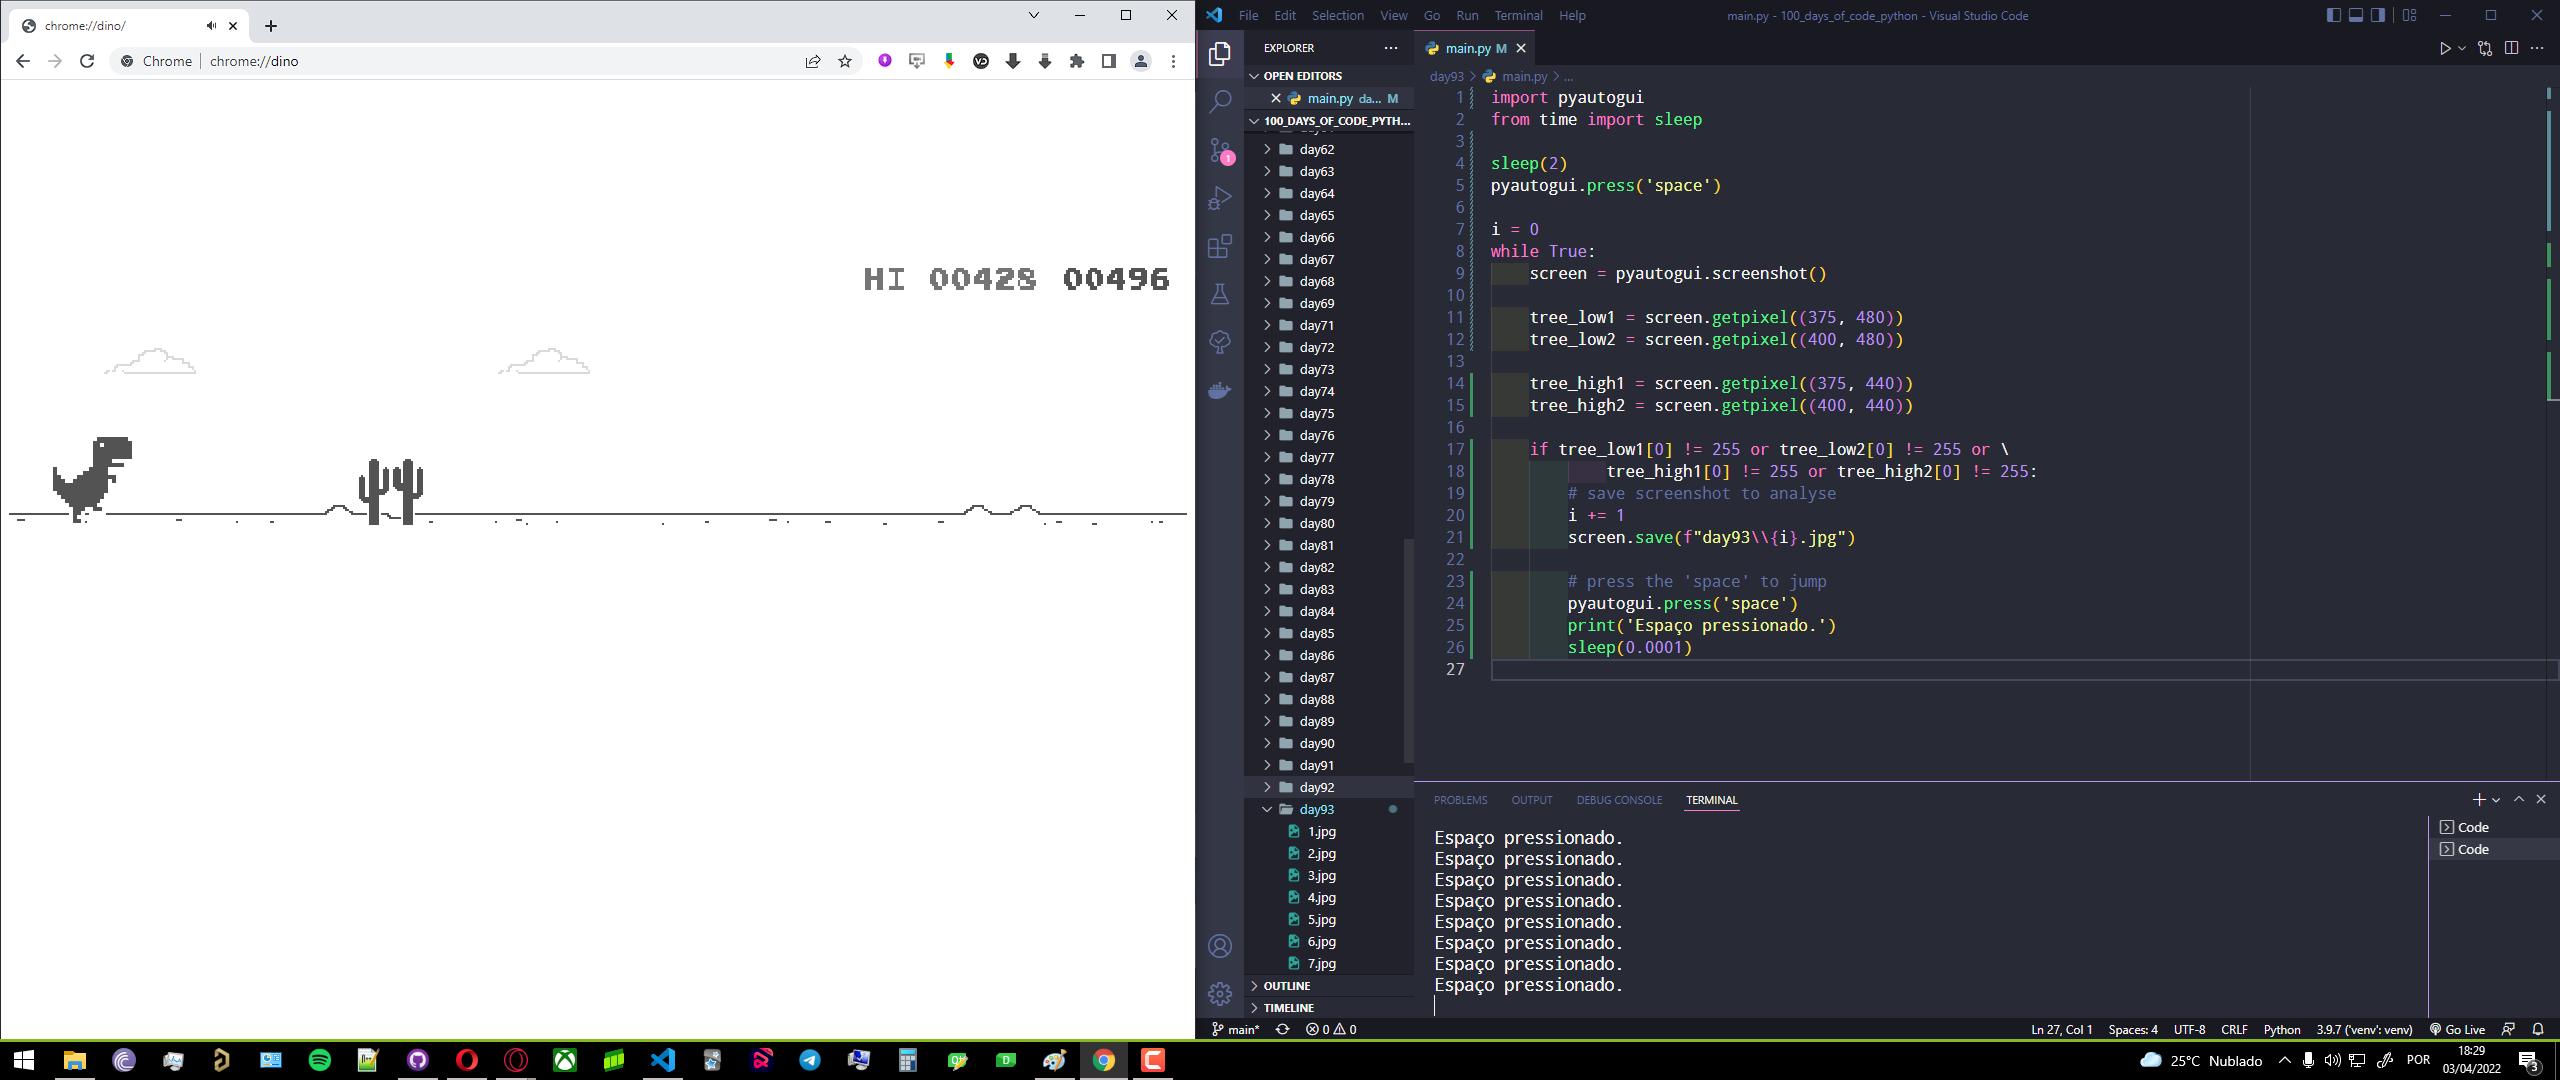 chrome://dino/
Chrome
chrome://dino
HI 00428 00496
File Edit Selection View Go Run Terminal Help
main.py - 100_days_of_code_python - Visual Studio Code
EXPLORER
OPEN EDITORS
main.py da... M
100_DAYS_OF_CODE_PYTH...
day62
day63
day64
day65
day66
day67
day68
day69
day71
day72
day73
day74
day75
day76
day77
day78
day79
day80
day81
day82
day83
day84
day85
day86
day87
day88
day89
day90
day91
day92
day93
1.jpg
2.jpg
3.jpg
4.jpg
5.jpg
6.jpg
7.jpg
OUTLINE
TIMELINE
1
main.py M
day93 > main.py > ...
1 import pyautogui
2 from time import sleep
3
4 sleep(2)
5 pyautogui.press('space')
6
7 i = 0
8 while True:
9 screen = pyautogui.screenshot()
10
11 tree_low1 = screen.getpixel((375, 480))
12 tree_low2 = screen.getpixel((400, 480))
13
14 tree_high1 = screen.getpixel((375, 440))
15 tree_high2 = screen.getpixel((400, 440))
16
17 if tree_low1[0] != 255 or tree_low2[0] != 255 or \
18 tree_high1[0] != 255 or tree_high2[0] != 255:
19 # save screenshot to analyse
20 i += 1
21 screen.save(f"day93\\{i}.jpg")
22
23 # press the 'space' to jump
24 pyautogui.press('space')
25 print('Espaço pressionado.')
26 sleep(0.0001)
27
PROBLEMS OUTPUT DEBUG CONSOLE TERMINAL
Espaço pressionado.
Espaço pressionado.
Espaço pressionado.
Espaço pressionado.
Espaço pressionado.
Espaço pressionado.
Espaço pressionado.
Espaço pressionado.
Code
Code
main* 0 0
Ln 27, Col 1 Spaces: 4 UTF-8 CRLF Python 3.9.7 ('venv': venv) Go Live
25°C Nublado
POR
18:29
03/04/2022
3